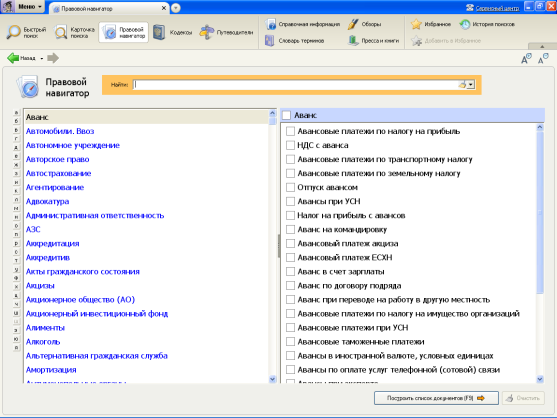 Меню
Правовой навигатор
Сервисный центр
Быстрый поиск
Карточка поиска
Правовой навигатор
Кодексы
Путеводители
Справочная информация
Словарь терминов
Обзоры
Пресса и книги
Избранное
История поисков
Добавить в Избранное
Назад
Правовой навигатор
Найти:
Аванс
Автомобили. Ввоз
Автономное учреждение
Авторское право
Автострахование
Агентирование
Адвокатура
Административная ответственность
АЗС
Аккредитация
Аккредитив
Акты гражданского состояния
Акцизы
Акционерное общество (АО)
Акционерный инвестиционный фонд
Алименты
Алкоголь
Альтернативная гражданская служба
Амортизация
Аванс
Авансовые платежи по налогу на прибыль
НДС с аванса
Авансовые платежи по транспортному налогу
Авансовые платежи по земельному налогу
Отпуск авансом
Авансы при УСН
Налог на прибыль с авансов
Аванс на командировку
Авансовый платеж акциза
Авансовый платеж ЕСХН
Аванс в счет зарплаты
Аванс по договору подряда
Аванс при переводе на работу в другую местность
Авансовые платежи по налогу на имущество организаций
Авансовые платежи при УСН
Авансовые таможенные платежи
Авансы в иностранной валюте, условных единицах
Авансы по оплате услуг телефонной (сотовой) связи
Построить список документов (F9)
Очистить